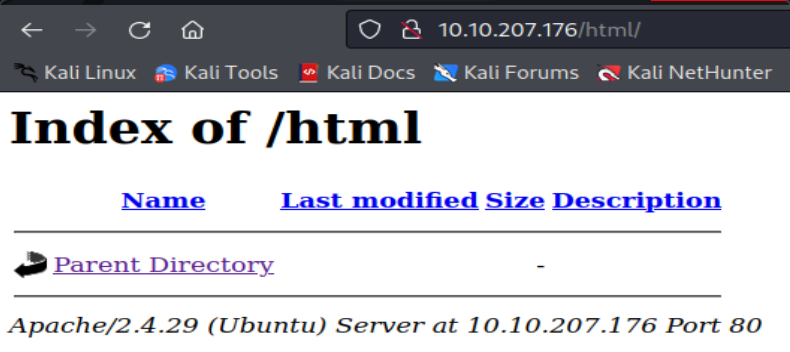 10.10.207.176/html/
Kali Linux Kali Tools Kali Docs Kali Forums Kali NetHunter
Index of /html
Name Last modified Size Description
Parent Directory -
Apache/2.4.29 (Ubuntu) Server at 10.10.207.176 Port 80